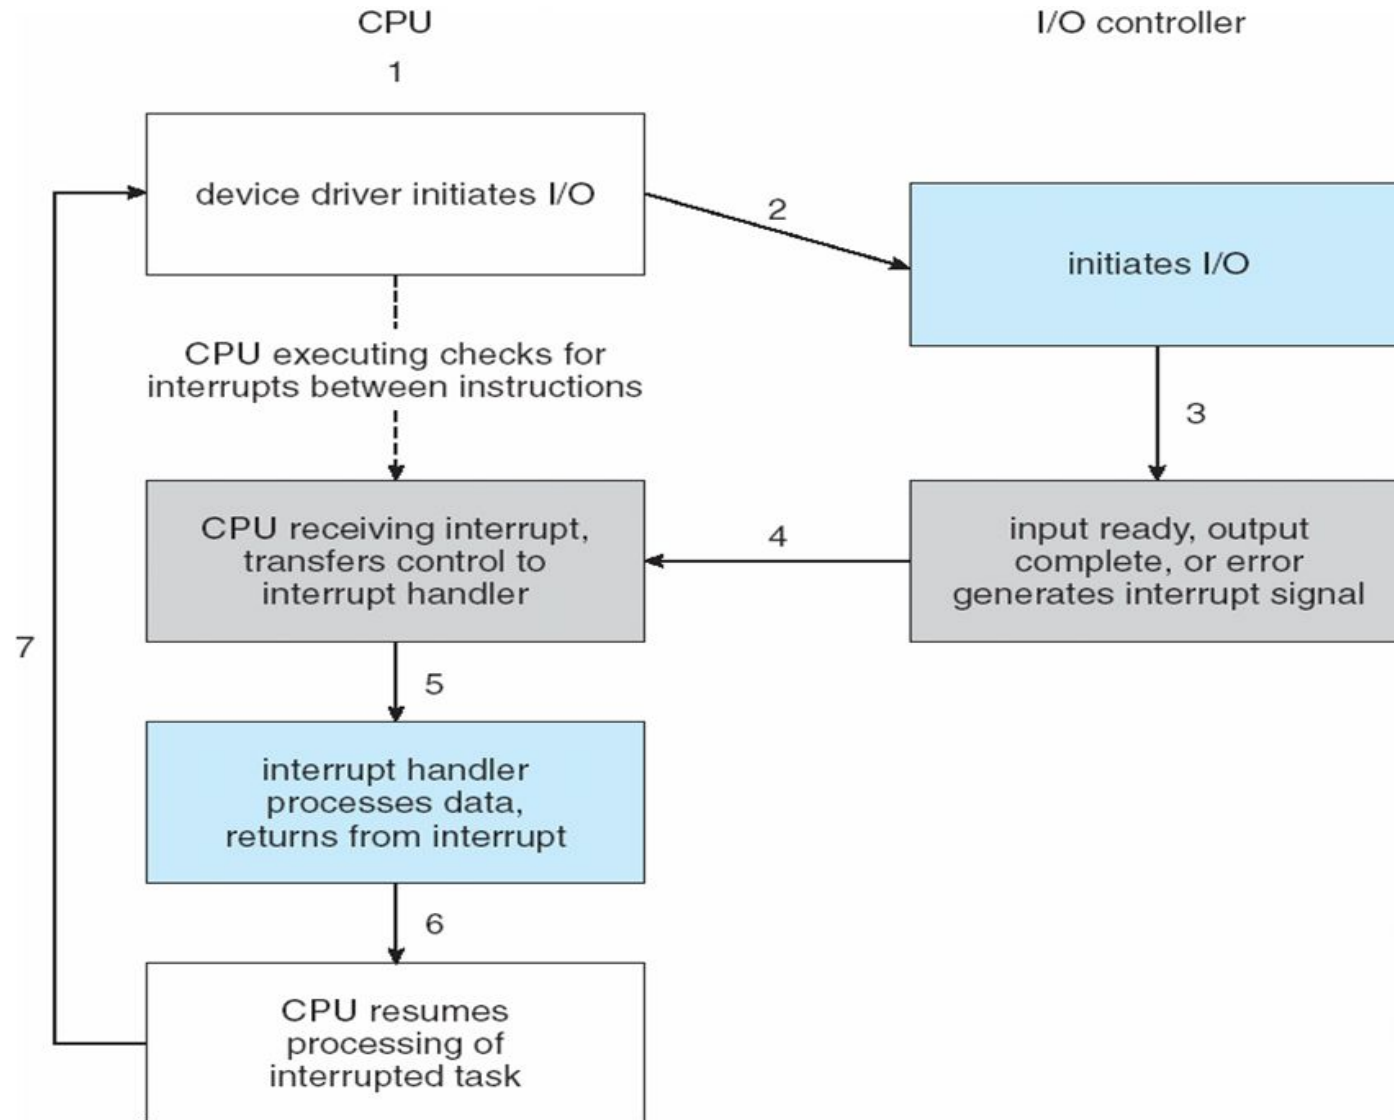 CPU
I/O controller
1
device driver initiates I/O
2
initiates I/O
CPU executing checks for
interrupts between instructions
3
CPU receiving interrupt,
transfers control to
interrupt handler
4
input ready, output
complete, or error
generates interrupt signal
7
5
interrupt handler
processes data,
returns from interrupt
6
CPU resumes
processing of
interrupted task